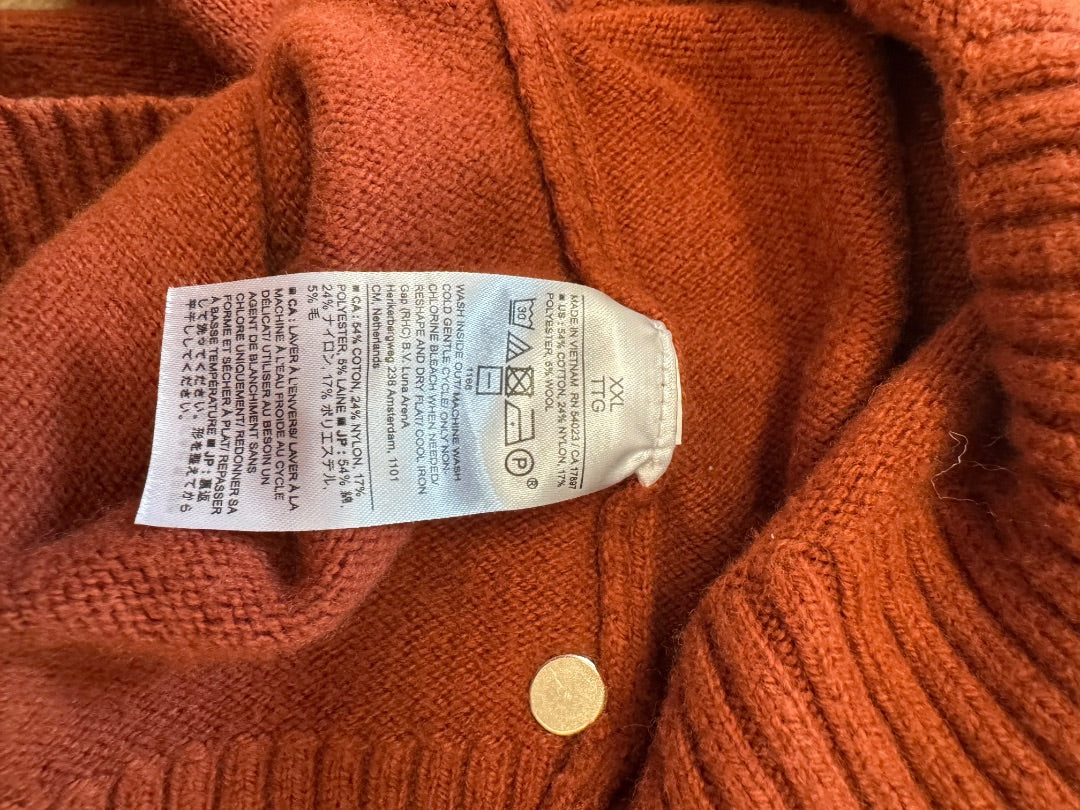 XXL
TTG
MADE IN VIETNAM, RN 54023 / CA 17897
■ US : 54% COTTON, 24% NYLON, 17%
POLYESTER, 5% WOOL
30
P
®
1166
WASH INSIDE OUT/ MACHINE WASH
COLD GENTLE CYCLE/ ONLY NON-
CHLORINE BLEACH WHEN NEEDED/
RESHAPE AND DRY FLAT/ COOL IRON
Gap (RHC) B.V. Luna ArenA
Herikerbergweg 238 Amsterdam, 1101
CM, Netherlands
■ CA : 54% COTON, 24% NYLON, 17%
POLYESTER, 5% LAINE ■ JP : 54% 綿,
24% ナイロン, 17% ポリエステル,
5% 毛
■ CA : LAVER À L'ENVERS/ LAVER À LA
MACHINE À L'EAU FROIDE AU CYCLE
DÉLICAT/ UTILISER AU BESOIN UN
AGENT DE BLANCHIMENT SANS
CHLORE UNIQUEMENT/ REDONNER SA
FORME ET SÉCHER À PLAT/ REPASSER
À BASSE TEMPÉRATURE ■ JP : 裏返
して洗ってください。形を整えてから
平干ししてください。